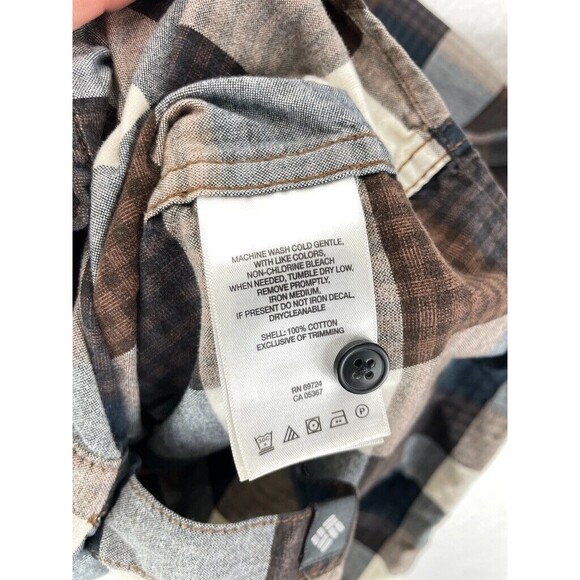 MACHINE WASH COLD GENTLE,
WITH LIKE COLORS,
NON-CHLORINE BLEACH
WHEN NEEDED, TUMBLE DRY LOW,
REMOVE PROMPTLY,
IRON MEDIUM,
IF PRESENT DO NOT IRON DECAL,
DRYCLEANABLE
SHELL: 100% COTTON
EXCLUSIVE OF TRIMMING
RN 69724
CA 05367
P